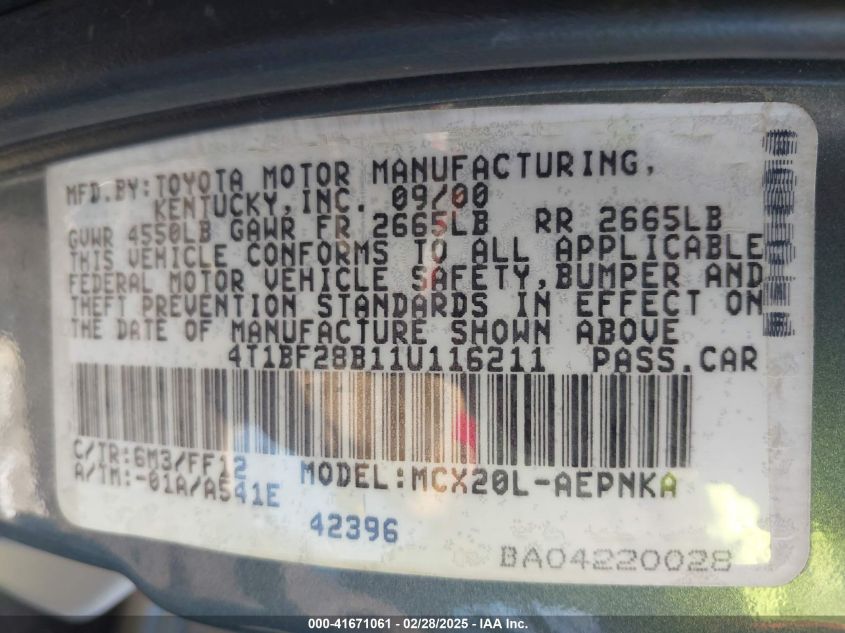 MFD.BY:TOYOTA MOTOR MANUFACTURING,
KENTUCKY,INC. 09/00
GVWR 4550LB GAWR FR 2665LB RR 2665LB
THIS VEHICLE CONFORMS TO ALL APPLICABLE
FEDERAL MOTOR VEHICLE SAFETY,BUMPER AND
THEFT PREVENTION STANDARDS IN EFFECT ON
THE DATE OF MANUFACTURE SHOWN ABOVE
4T1BF28B11U116211 PASS.CAR
C/TR:6M3/FF12
A/TM:-01A/A541E
MODEL:MCX20L-AEPNKA
42396
BA04220028
000-41671061 - 02/28/2025 - IAA Inc.